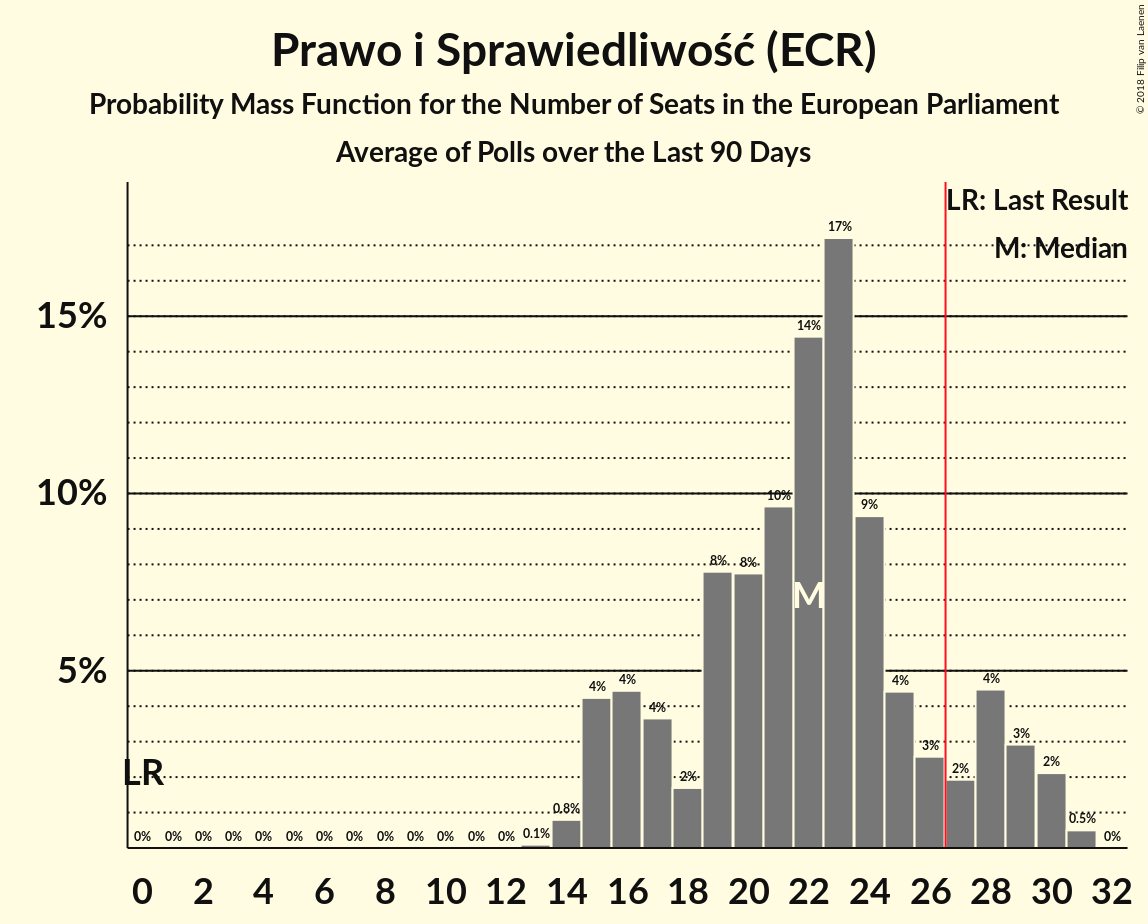 Prawo i Sprawiedliwość (ECR)
Probability Mass Function for the Number of Seats in the European Parliament
Average of Polls over the Last 90 Days
© 2018 Filip van Laenen
LR: Last Result
M: Median
17%
15%
14%
10%
10%
9%
8% 8%
M
5%
4% 4% 4% 2% 4% 3% 2% 4% 3% 2%
LR
0% 0% 0% 0% 0% 0% 0% 0% 0% 0% 0% 0% 0% 0.1% 0.8% 0.5% 0%
0 2 4 6 8 10 12 14 16 18 20 22 24 26 28 30 32